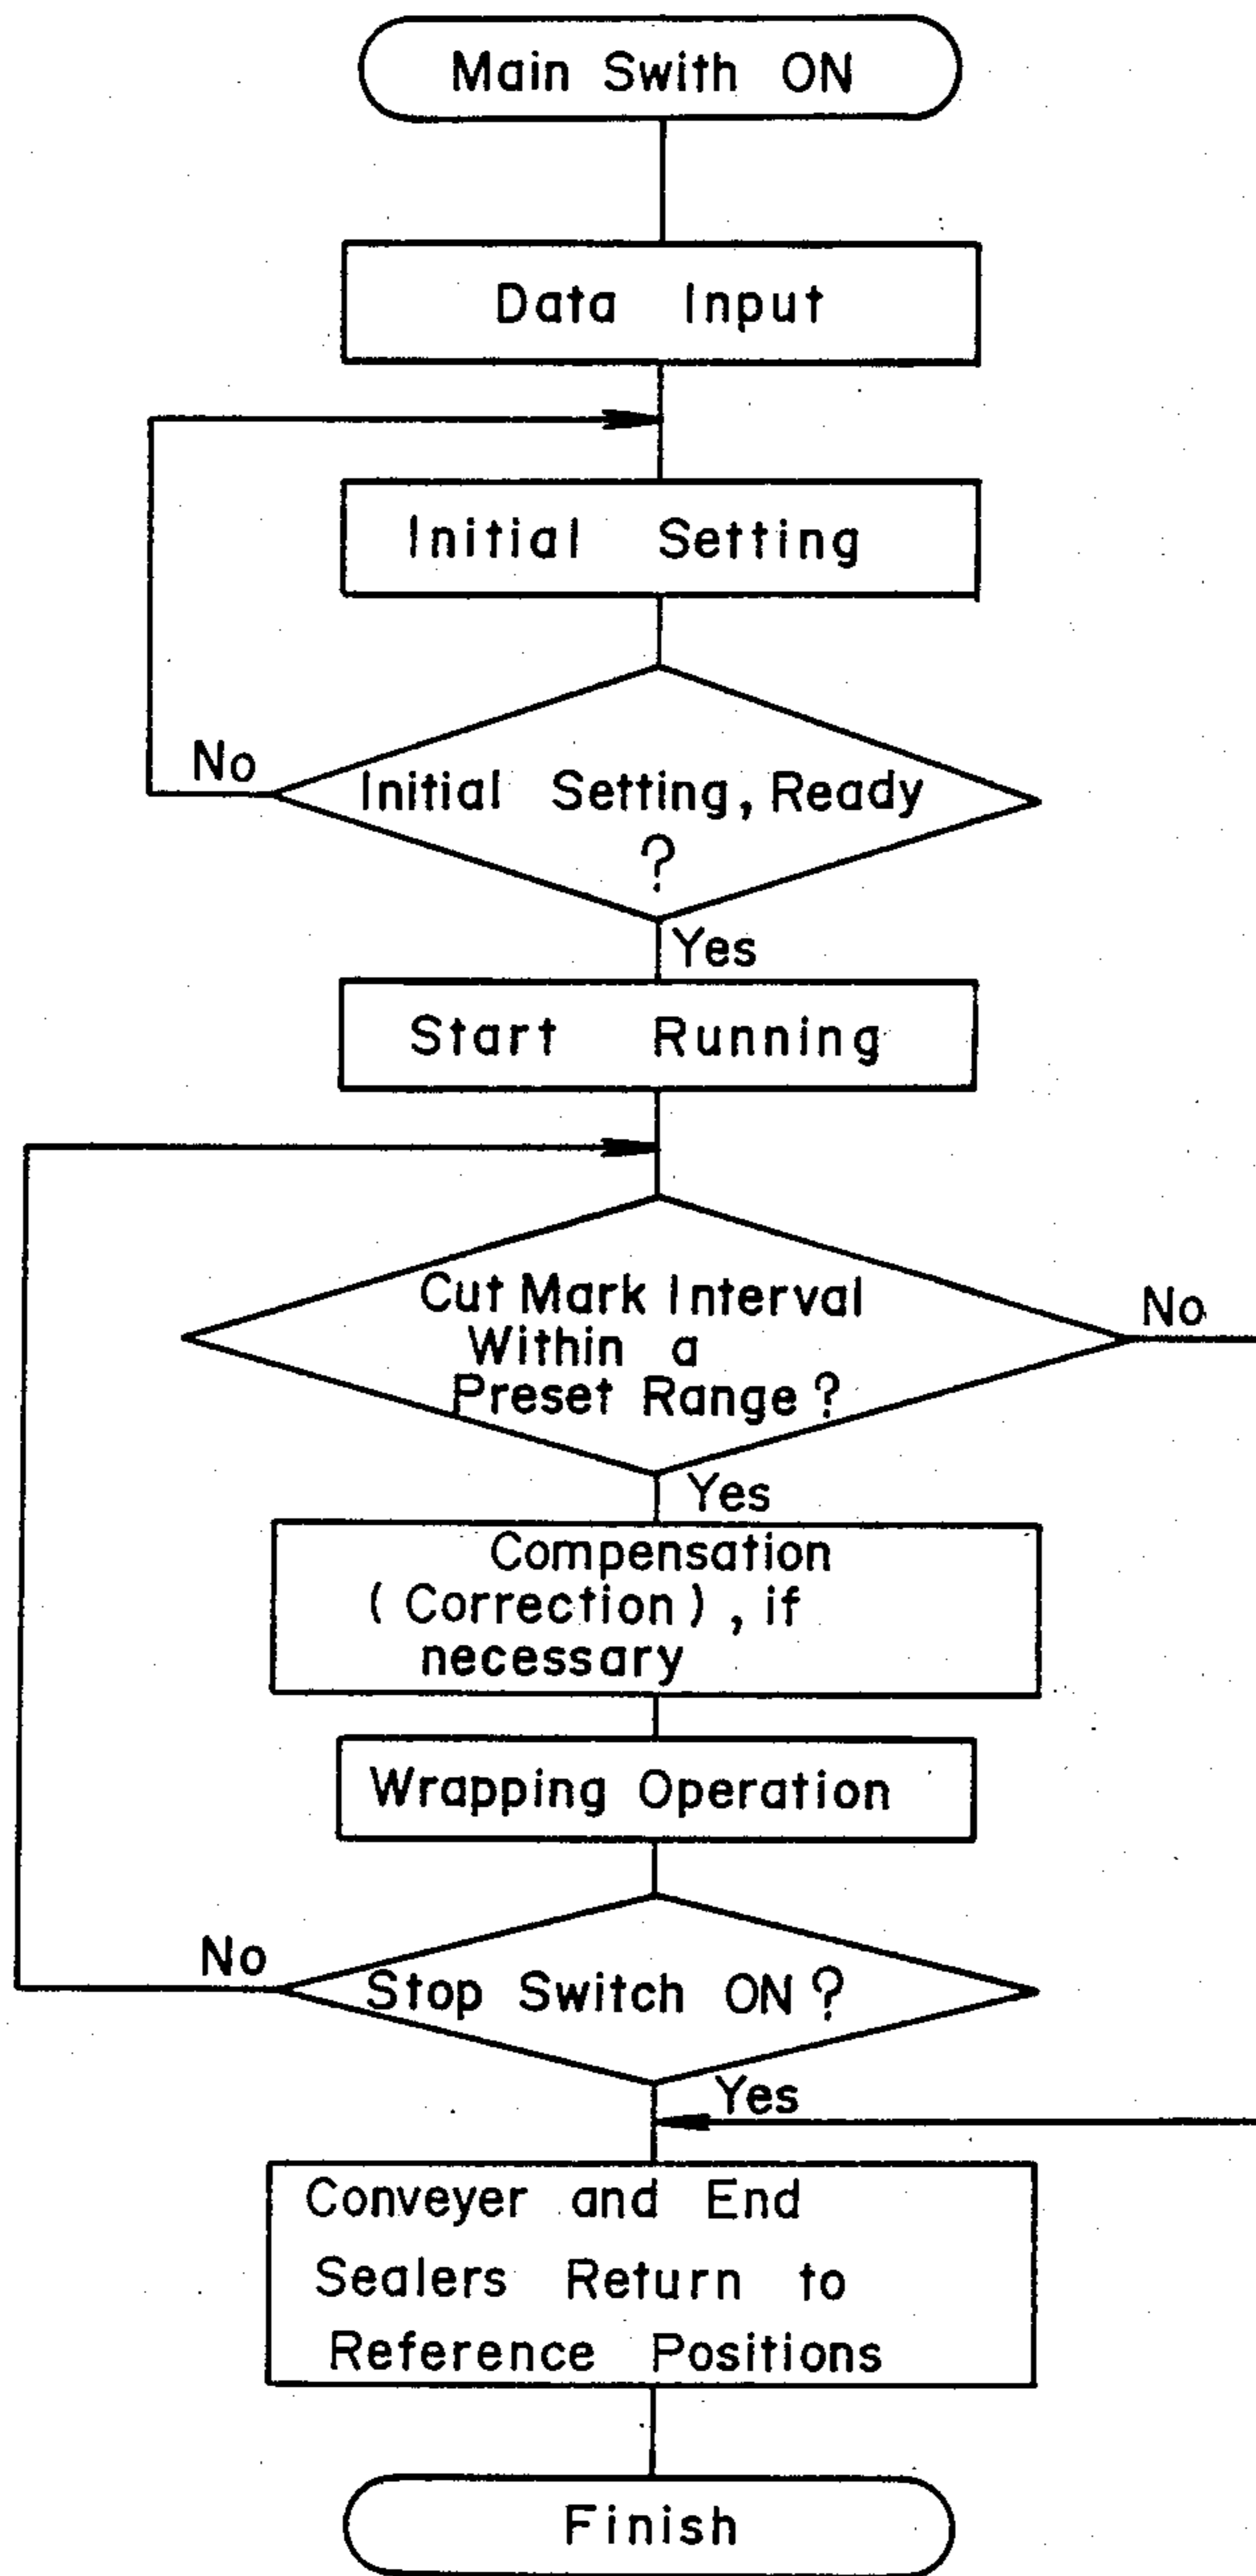 Main Swith ON
Data Input
Initial Setting
No
Initial Setting, Ready
?
Yes
Start Running
Cut Mark Interval
Within a
Preset Range?
No
Yes
Compensation
(Correction), if
necessary
Wrapping Operation
No
Stop Switch ON?
Yes
Conveyer and End
Sealers Return to
Reference Positions
Finish